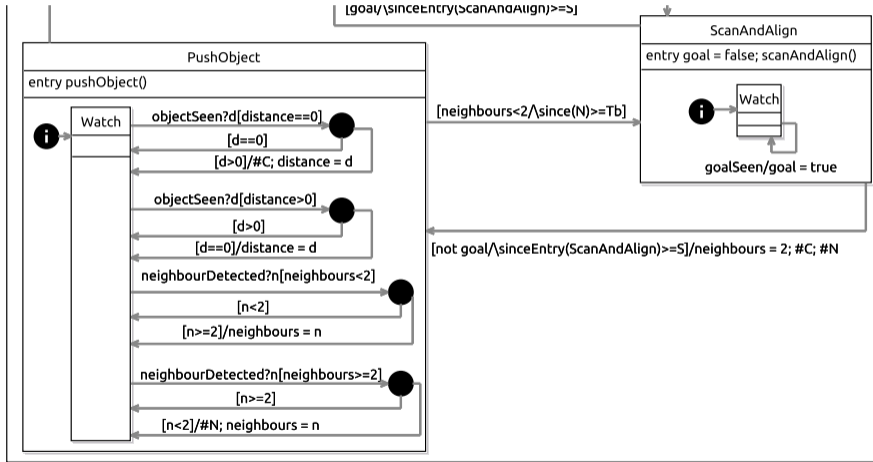 [goal/\sinceEntry(ScanAndAlign)>=S]
ScanAndAlign
entry goal = false; scanAndAlign()
i
Watch
goalSeen/goal = true
PushObject
entry pushObject()
i
Watch
objectSeen?d[distance==0]
[d==0]
[d>0]/#C; distance = d
objectSeen?d[distance>0]
[d>0]
[d==0]/distance = d
neighbourDetected?n[neighbours<2]
[n<2]
[n>=2]/neighbours = n
neighbourDetected?n[neighbours>=2]
[n>=2]
[n<2]/#N; neighbours = n
[neighbours<2/\since(N)>=Tb]
[not goal/\sinceEntry(ScanAndAlign)>=S]/neighbours = 2; #C; #N